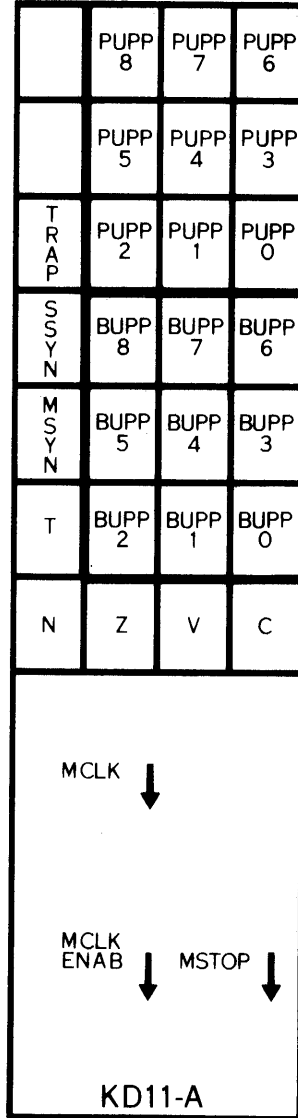 PUPP 8 PUPP 7 PUPP 6
PUPP 5 PUPP 4 PUPP 3
TRAP PUPP 2 PUPP 1 PUPP 0
SSYN BUPP 8 BUPP 7 BUPP 6
MSYN BUPP 5 BUPP 4 BUPP 3
T BUPP 2 BUPP 1 BUPP 0
N Z V C
MCLK
MCLK
ENAB MSTOP
KD11-A